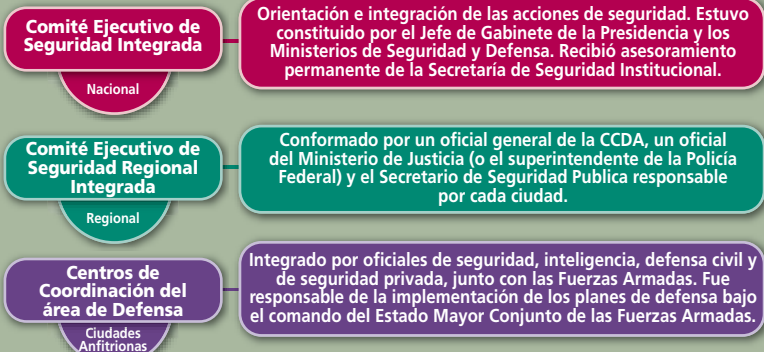 Comité Ejecutivo de
Seguridad Integrada
Nacional
Orientación e integración de las acciones de seguridad. Estuvo
constituido por el Jefe de Gabinete de la Presidencia y los
Ministerios de Seguridad y Defensa. Recibió asesoramiento
permanente de la Secretaría de Seguridad Institucional.
Comité Ejecutivo de
Seguridad Regional
Integrada
Regional
Conformado por un oficial general de la CCDA, un oficial
del Ministerio de Justicia (o el superintendente de la Policía
Federal) y el Secretario de Seguridad Publica responsable
por cada ciudad.
Centros de
Coordinación del
área de Defensa
Ciudades
Anfitrionas
Integrado por oficiales de seguridad, inteligencia, defensa civil y
de seguridad privada, junto con las Fuerzas Armadas. Fue
responsable de la implementación de los planes de defensa bajo
el comando del Estado Mayor Conjunto de las Fuerzas Armadas.